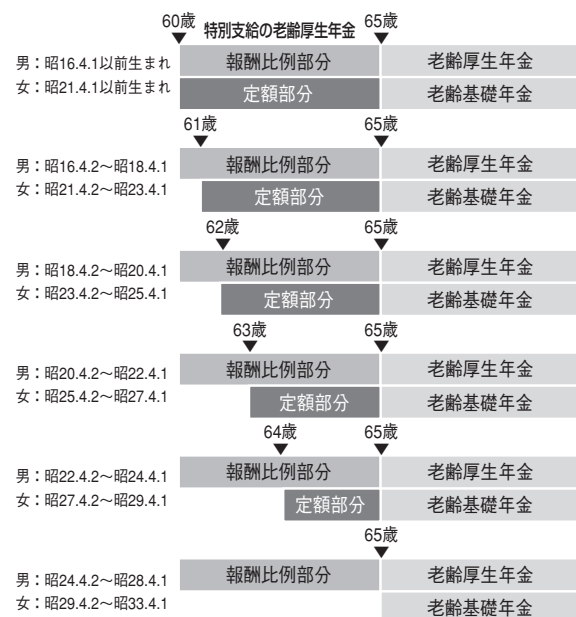 60歳 特別支給の老齢厚生年金 65歳
男：昭16.4.1以前生まれ 報酬比例部分 老齢厚生年金
女：昭21.4.1以前生まれ 定額部分 老齢基礎年金
61歳 65歳
男：昭16.4.2〜昭18.4.1 報酬比例部分 老齢厚生年金
女：昭21.4.2〜昭23.4.1 定額部分 老齢基礎年金
62歳 65歳
男：昭18.4.2〜昭20.4.1 報酬比例部分 老齢厚生年金
女：昭23.4.2〜昭25.4.1 定額部分 老齢基礎年金
63歳 65歳
男：昭20.4.2〜昭22.4.1 報酬比例部分 老齢厚生年金
女：昭25.4.2〜昭27.4.1 定額部分 老齢基礎年金
64歳 65歳
男：昭22.4.2〜昭24.4.1 報酬比例部分 老齢厚生年金
女：昭27.4.2〜昭29.4.1 定額部分 老齢基礎年金
65歳
男：昭24.4.2〜昭28.4.1 報酬比例部分 老齢厚生年金
女：昭29.4.2〜昭33.4.1 老齢基礎年金